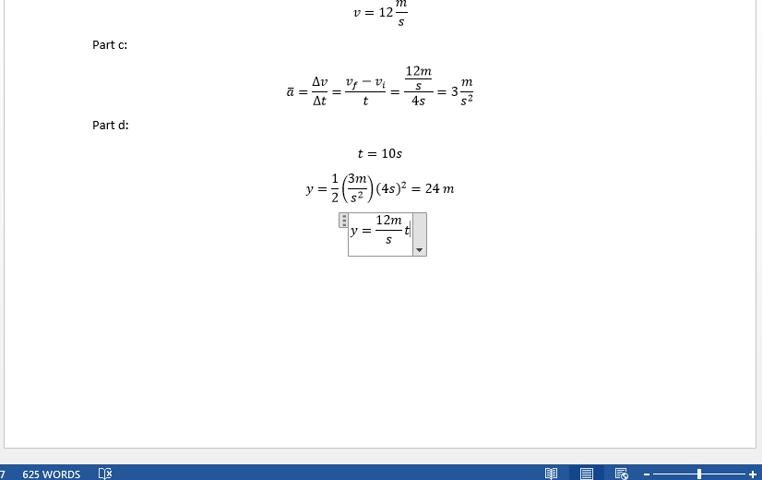 v = 12 m/s
Part c:
ā = Δv/Δt = (v_f − v_i)/t = (12m/s)/4s = 3 m/s²
Part d:
t = 10s
y = 1/2 (3m/s²) (4s)² = 24 m
y = 12m/s t
7 625 WORDS